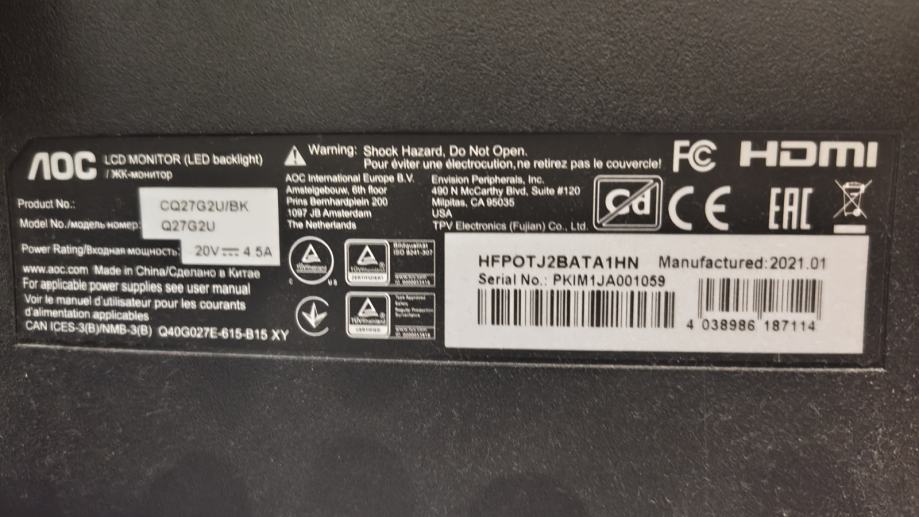 AOC LCD MONITOR (LED backlight)
/ ЖК-монитор
Product No.: CQ27G2U/BK
Model No./модель номер: Q27G2U
Power Rating/Входная мощность: 20V 4.5A
www.aoc.com Made in China/Сделано в Китае
For applicable power supplies see user manual
Voir le manuel d'utilisateur pour les courants
d'alimentation applicables
CAN ICES-3(B)/NMB-3(B) Q40G027E-615-B15 XY
Warning: Shock Hazard, Do Not Open.
Pour éviter une électrocution,ne retirez pas le couvercle!
AOC International Europe B.V.
Amstelgebouw, 6th floor
Prins Bernhardplein 200
1097 JB Amsterdam
The Netherlands
Envision Peripherals, Inc.
490 N McCarthy Blvd, Suite #120
Milpitas, CA 95035
USA
TPV Electronics (Fujian) Co., Ltd.
Cd
FC
HDMI
CE
EAC
Bildqualität
ISO 9241-307
HFPOTJ2BATA1HN Manufactured: 2021.01
Serial No.: PKIM1JA001059
4 038986 187114